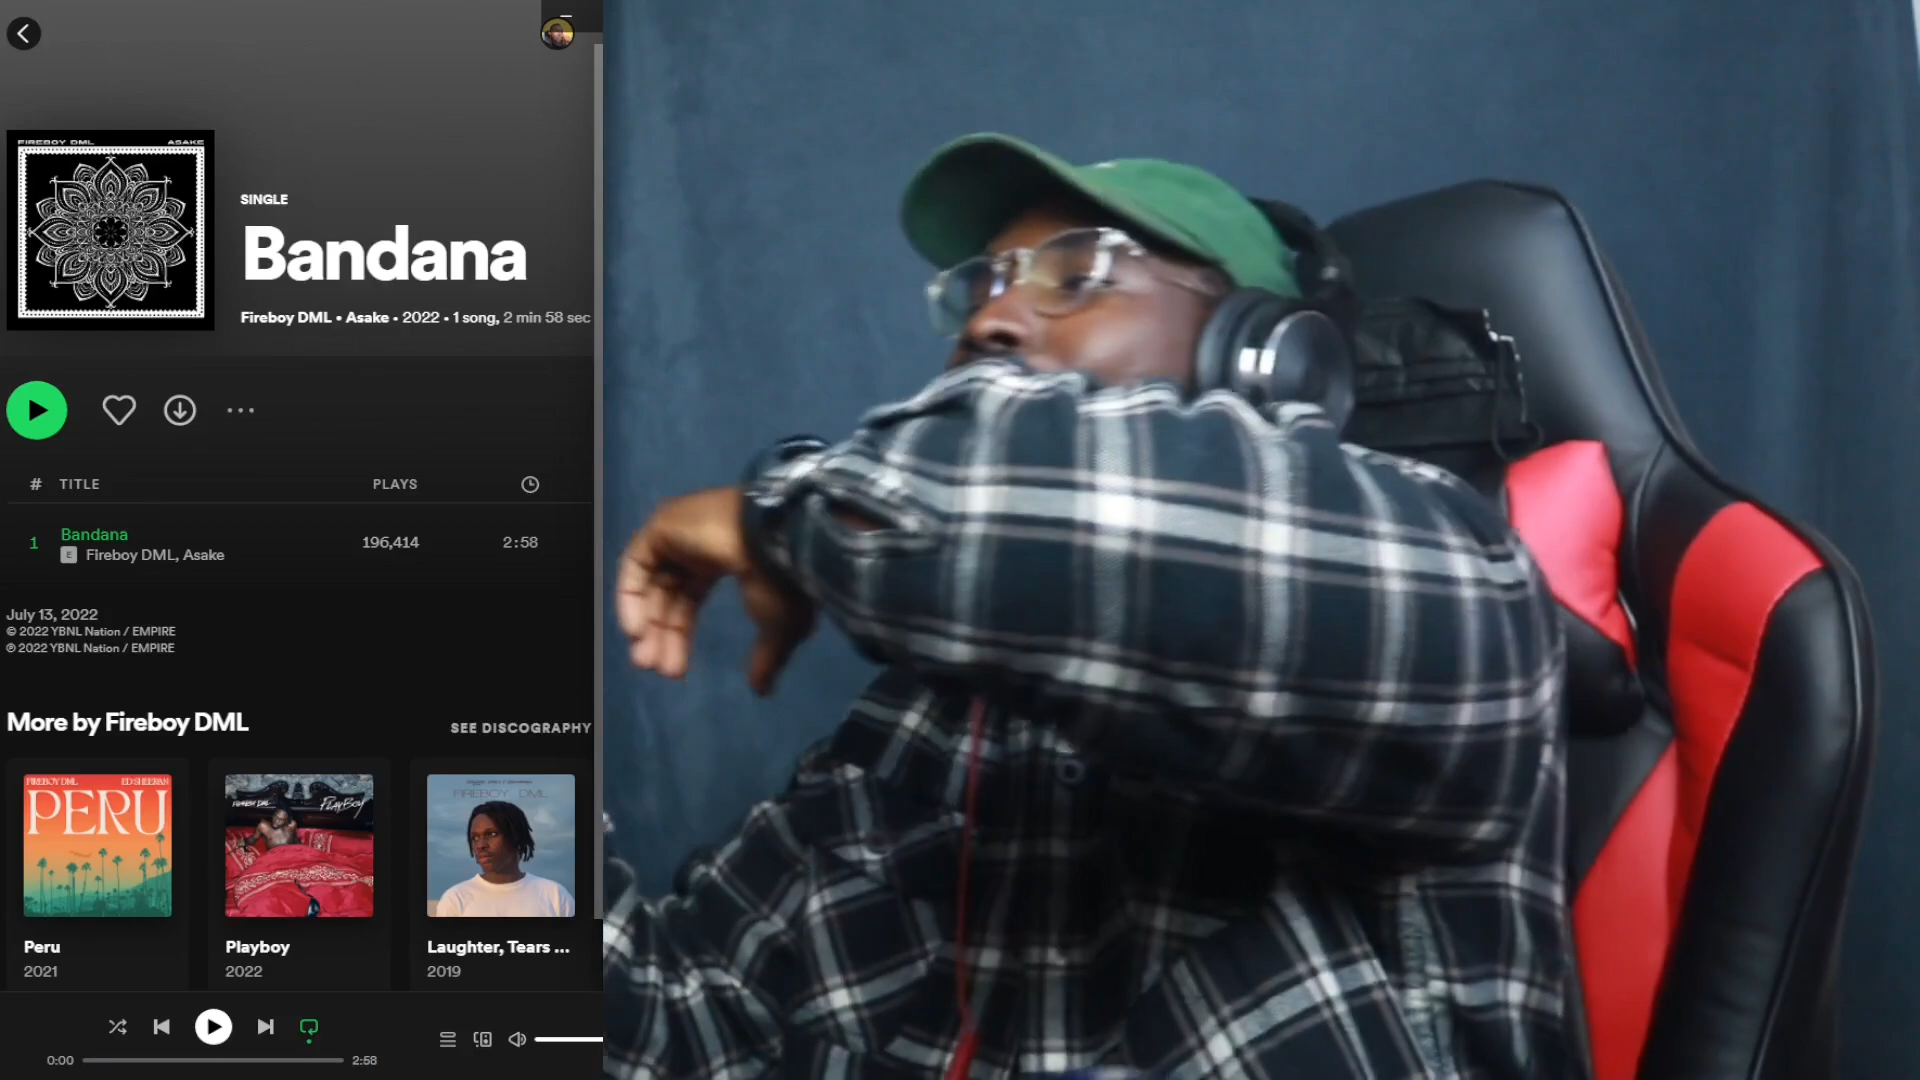 FIREBOY DML ASAKE
SINGLE
Bandana
Fireboy DML • Asake • 2022 • 1 song, 2 min 58 sec
# TITLE PLAYS
1 Bandana 196,414 2:58
E Fireboy DML, Asake
July 13, 2022
© 2022 YBNL Nation / EMPIRE
℗ 2022 YBNL Nation / EMPIRE
More by Fireboy DML
SEE DISCOGRAPHY
FIREBOY DML ED SHEERAN
PERU
PLAYBOY
FIREBOY DML
Peru
2021
Playboy
2022
Laughter, Tears ...
2019
0:00 2:58